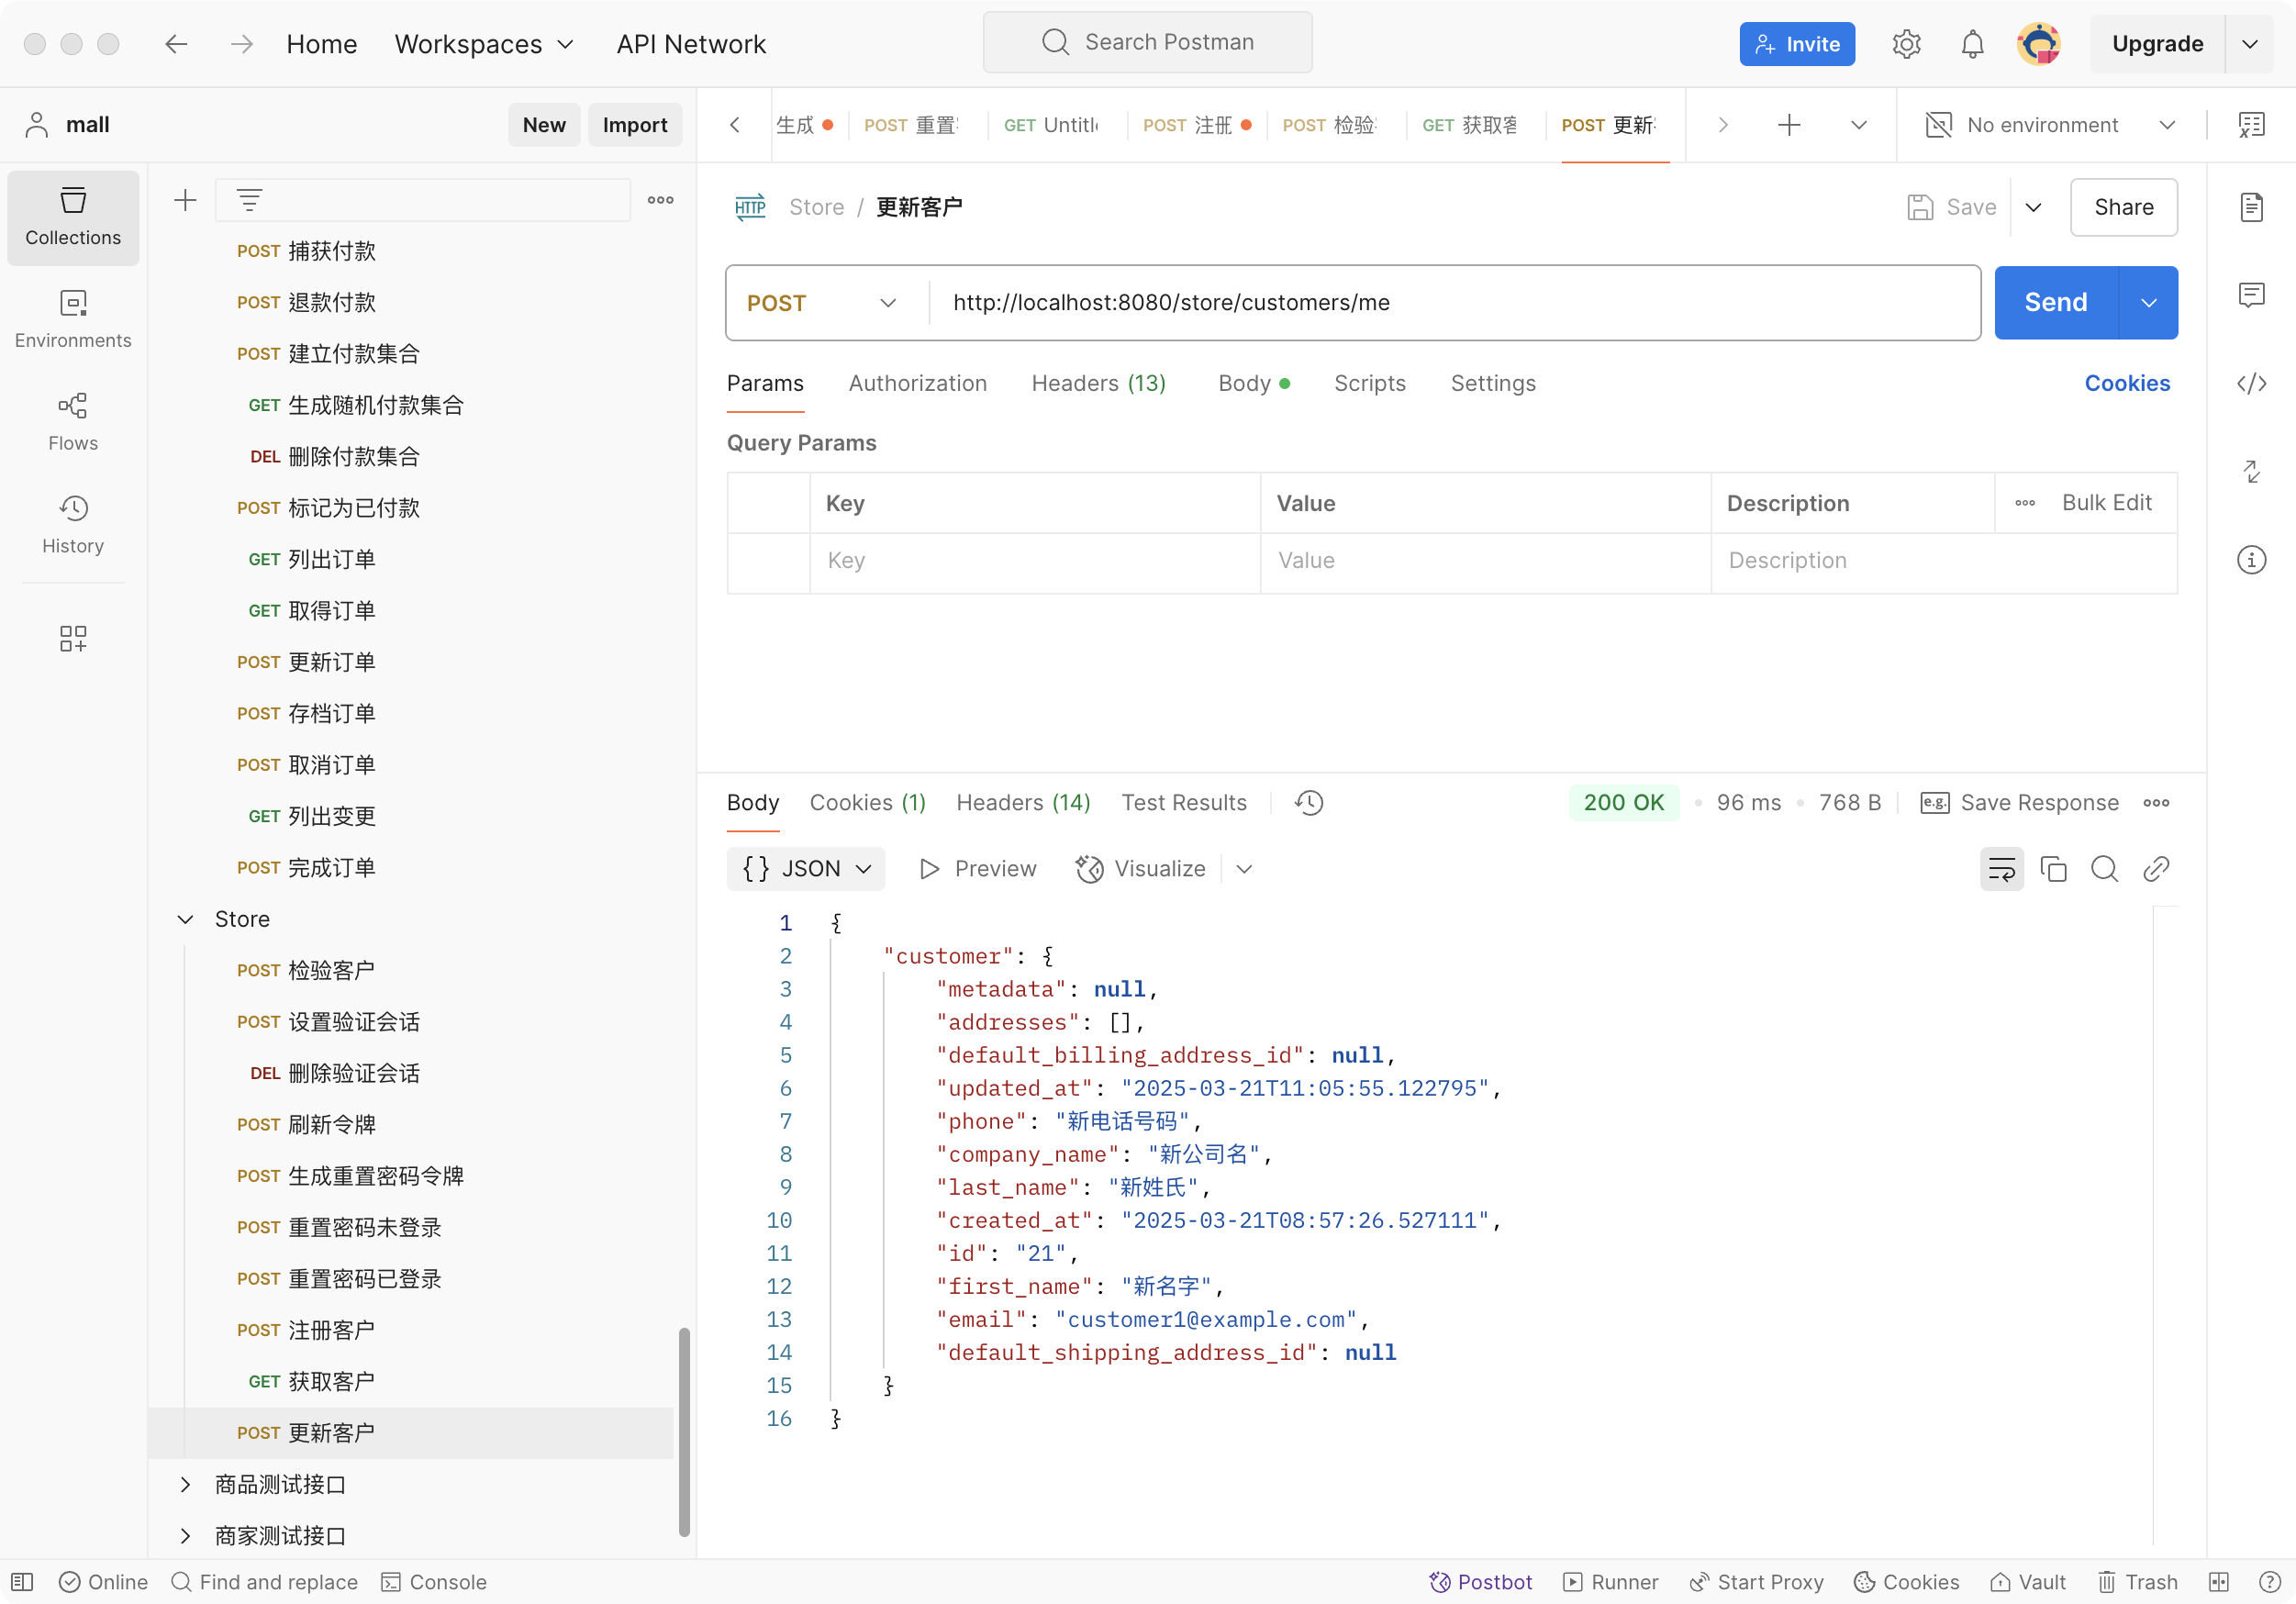 Home Workspaces API Network Search Postman Invite Upgrade
mall New Import
生成 POST 重置 GET Untitle POST 注册 POST 检验 GET 获取客 POST 更新 No environment
Collections
Environments
Flows
History
POST 捕获付款
POST 退款付款
POST 建立付款集合
GET 生成随机付款集合
DEL 删除付款集合
POST 标记为已付款
GET 列出订单
GET 取得订单
POST 更新订单
POST 存档订单
POST 取消订单
GET 列出变更
POST 完成订单
Store
POST 检验客户
POST 设置验证会话
DEL 删除验证会话
POST 刷新令牌
POST 生成重置密码令牌
POST 重置密码未登录
POST 重置密码已登录
POST 注册客户
GET 获取客户
POST 更新客户
商品测试接口
商家测试接口
HTTP Store / 更新客户 Save Share
POST http://localhost:8080/store/customers/me Send
Params Authorization Headers (13) Body Scripts Settings Cookies
Query Params
Key Value Description Bulk Edit
Key Value Description
Body Cookies (1) Headers (14) Test Results 200 OK 96 ms 768 B e.g. Save Response
{} JSON Preview Visualize
1 {
2 "customer": {
3 "metadata": null,
4 "addresses": [],
5 "default_billing_address_id": null,
6 "updated_at": "2025-03-21T11:05:55.122795",
7 "phone": "新电话号码",
8 "company_name": "新公司名",
9 "last_name": "新姓氏",
10 "created_at": "2025-03-21T08:57:26.527111",
11 "id": "21",
12 "first_name": "新名字",
13 "email": "customer1@example.com",
14 "default_shipping_address_id": null
15 }
16 }
Online Find and replace Console Postbot Runner Start Proxy Cookies Vault Trash